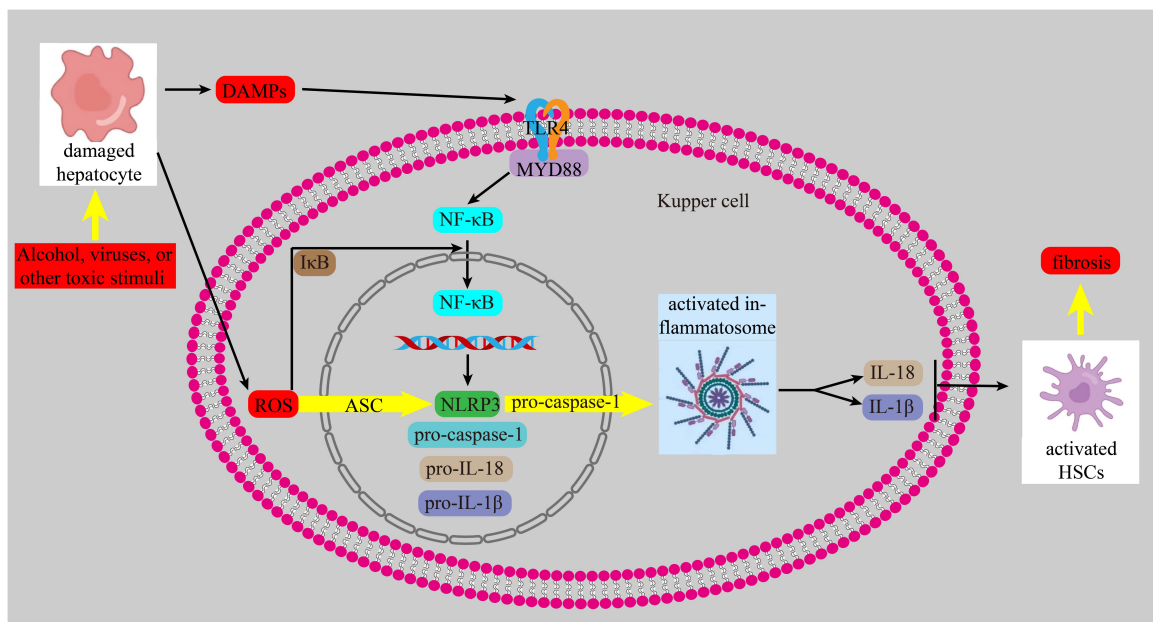 damaged
hepatocyte
Alcohol, viruses, or
other toxic stimuli
DAMPs
TLR4
MYD88
Kupper cell
NF-κB
IκB
NF-κB
ROS
ASC
NLRP3
pro-caspase-1
pro-caspase-1
pro-IL-18
pro-IL-1β
activated in-
flammatosome
IL-18
IL-1β
fibrosis
activated
HSCs